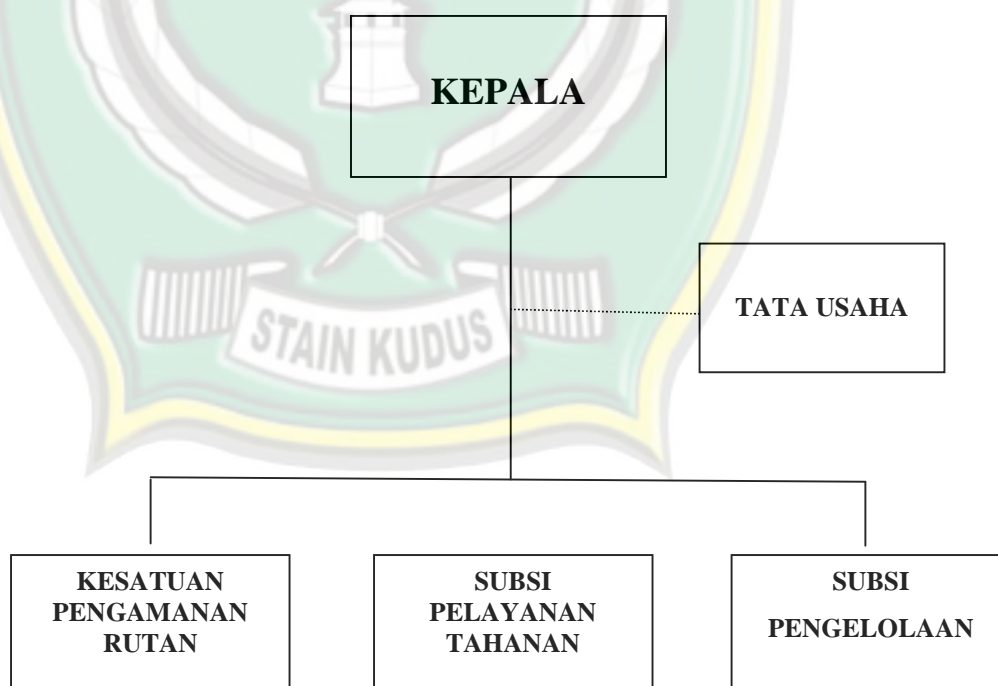 KEPALA
TATA USAHA
STAIN KUDUS
KESATUAN
PENGAMANAN
RUTAN
SUBSI
PELAYANAN
TAHANAN
SUBSI
PENGELOLAAN